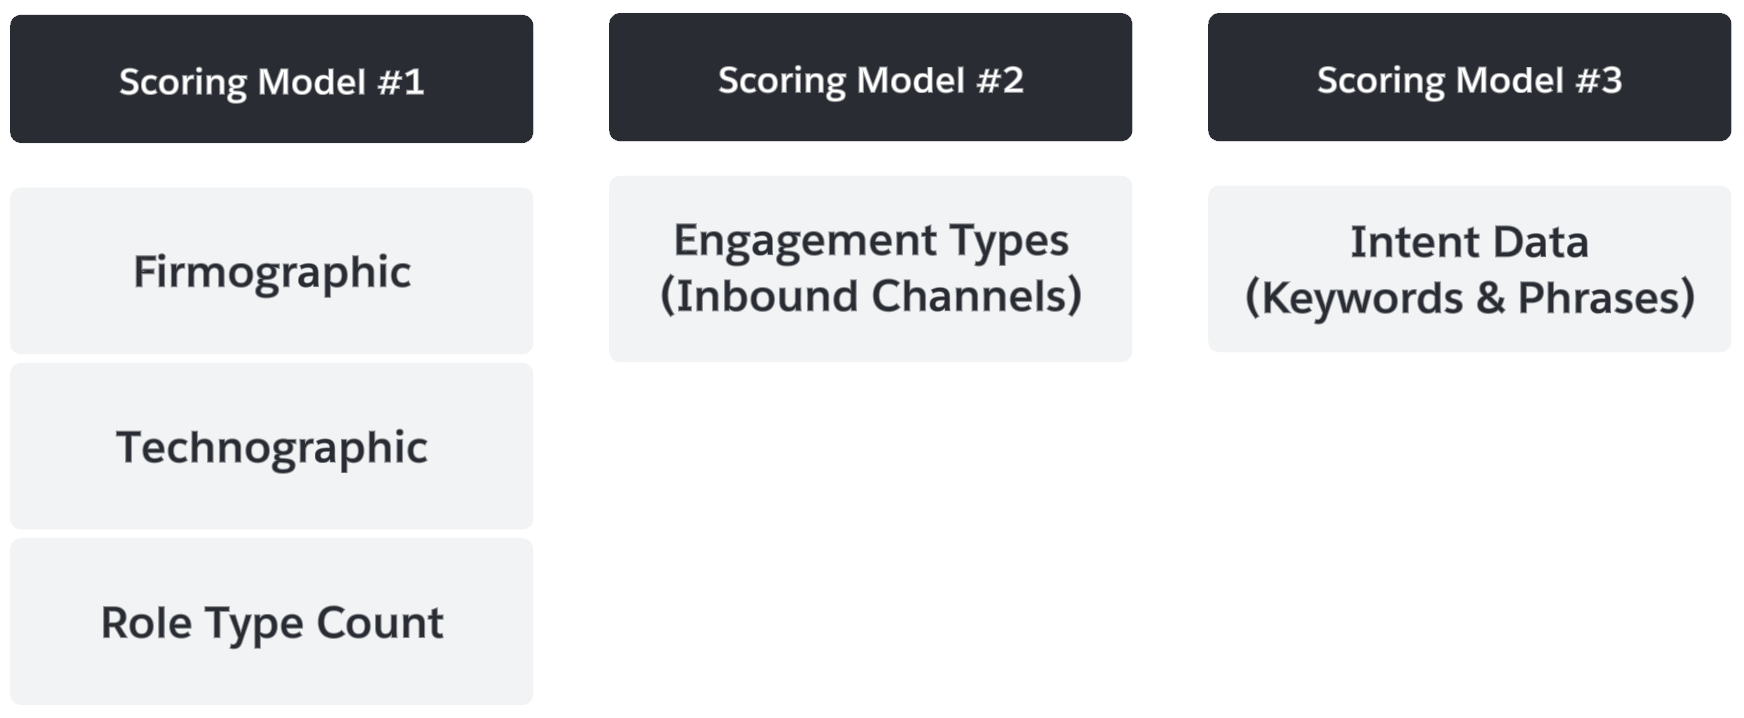 Scoring Model #1
Firmographic
Technographic
Role Type Count
Scoring Model #2
Engagement Types
(Inbound Channels)
Scoring Model #3
Intent Data
(Keywords & Phrases)